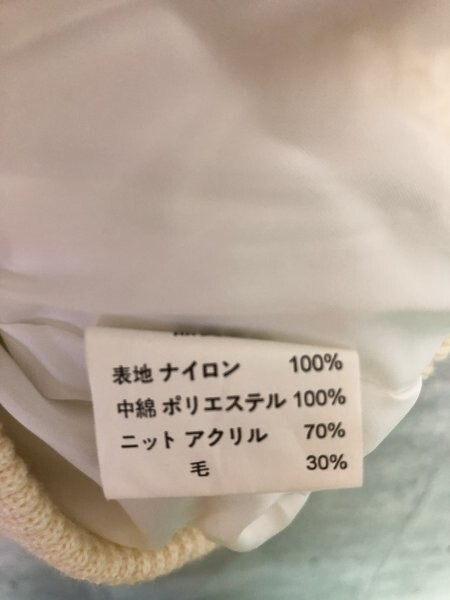 表地 ナイロン 100%
中綿 ポリエステル 100%
ニット アクリル 70%
毛 30%